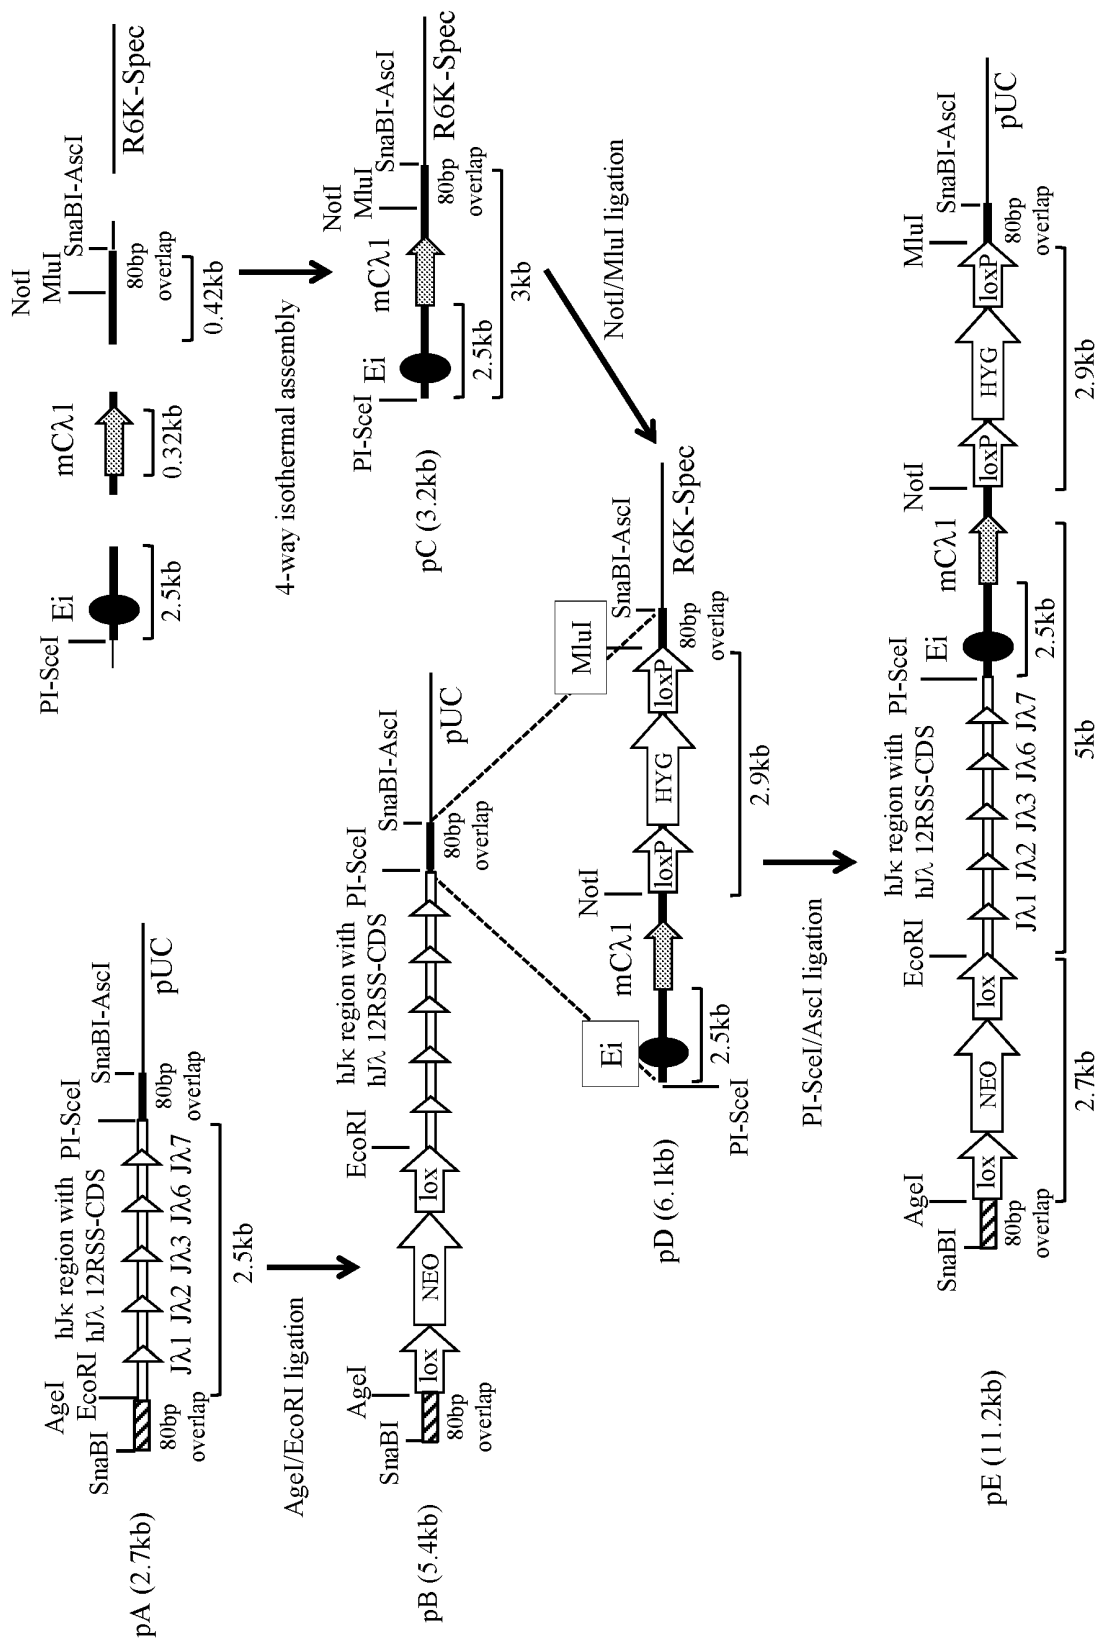 pA (2.7kb)
SnaBI
AgeI
EcoRI
hJκ region with
hJλ 12RSS-CDS
PI-SceI
SnaBI-AscI
80bp
overlap
Jλ1 Jλ2 Jλ3 Jλ6 Jλ7
80bp
overlap
pUC
2.5kb
AgeI/EcoRI ligation
PI-SceI
Ei
2.5kb
mCλ1
0.32kb
NotI
MluI
SnaBI-AscI
80bp
overlap
0.42kb
R6K-Spec
4-way isothermal assembly
pB (5.4kb)
SnaBI
AgeI
EcoRI
hJκ region with
hJλ 12RSS-CDS
PI-SceI
SnaBI-AscI
lox
NEO
lox
80bp
overlap
80bp
overlap
pUC
pC (3.2kb)
PI-SceI
Ei
mCλ1
NotI
MluI
SnaBI-AscI
80bp
overlap
R6K-Spec
2.5kb
3kb
NotI/MluI ligation
pD (6.1kb)
PI-SceI
Ei
mCλ1
NotI
MluI
SnaBI-AscI
loxP
HYG
loxP
80bp
overlap
R6K-Spec
2.5kb
2.9kb
PI-SceI/AscI ligation
pE (11.2kb)
SnaBI
AgeI
EcoRI
hJκ region with
hJλ 12RSS-CDS
PI-SceI
Ei
mCλ1
NotI
MluI
SnaBI-AscI
lox
NEO
lox
loxP
HYG
loxP
80bp
overlap
Jλ1 Jλ2 Jλ3 Jλ6 Jλ7
2.5kb
80bp
overlap
pUC
2.7kb
5kb
2.9kb